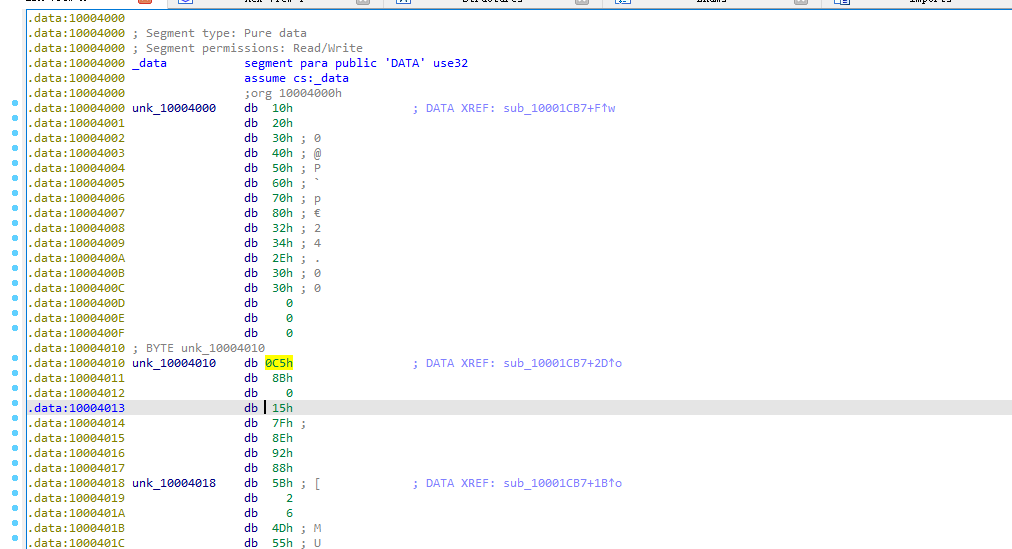 Structures
Enums
Imports
.data:10004000
.data:10004000 ; Segment type: Pure data
.data:10004000 ; Segment permissions: Read/Write
.data:10004000 _data segment para public 'DATA' use32
.data:10004000 assume cs:_data
.data:10004000 ;org 10004000h
.data:10004000 unk_10004000 db 10h ; DATA XREF: sub_10001CB7+F↑w
.data:10004001 db 20h
.data:10004002 db 30h ; 0
.data:10004003 db 40h ; @
.data:10004004 db 50h ; P
.data:10004005 db 60h ; `
.data:10004006 db 70h ; p
.data:10004007 db 80h ; €
.data:10004008 db 32h ; 2
.data:10004009 db 34h ; 4
.data:1000400A db 2Eh ; .
.data:1000400B db 30h ; 0
.data:1000400C db 30h ; 0
.data:1000400D db 0
.data:1000400E db 0
.data:1000400F db 0
.data:10004010 ; BYTE unk_10004010
.data:10004010 unk_10004010 db 0C5h ; DATA XREF: sub_10001CB7+2D↑o
.data:10004011 db 8Bh
.data:10004012 db 0
.data:10004013 db 15h
.data:10004014 db 7Fh ;
.data:10004015 db 8Eh
.data:10004016 db 92h
.data:10004017 db 88h
.data:10004018 unk_10004018 db 5Bh ; [ ; DATA XREF: sub_10001CB7+1B↑o
.data:10004019 db 2
.data:1000401A db 6
.data:1000401B db 4Dh ; M
.data:1000401C db 55h ; U